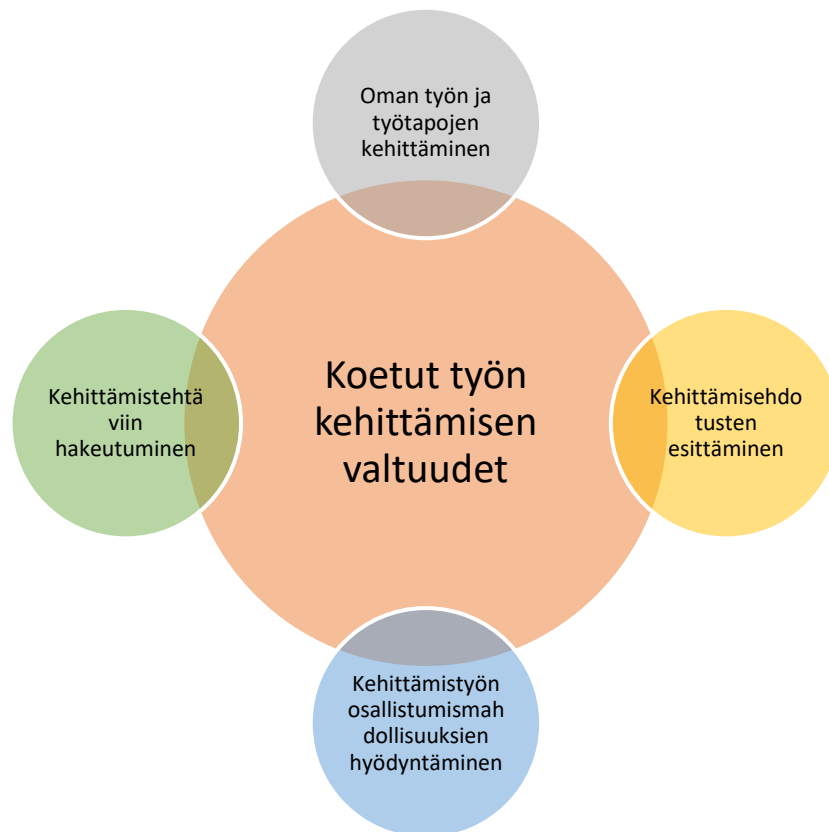 Oman työn ja
työtapojen
kehittäminen
Kehittämistehtä
viin
hakeutuminen
Koetut työn
kehittämisen
valtuudet
Kehittämisehdo
tusten
esittäminen
Kehittämistyön
osallistumismah
dollisuuksien
hyödyntäminen